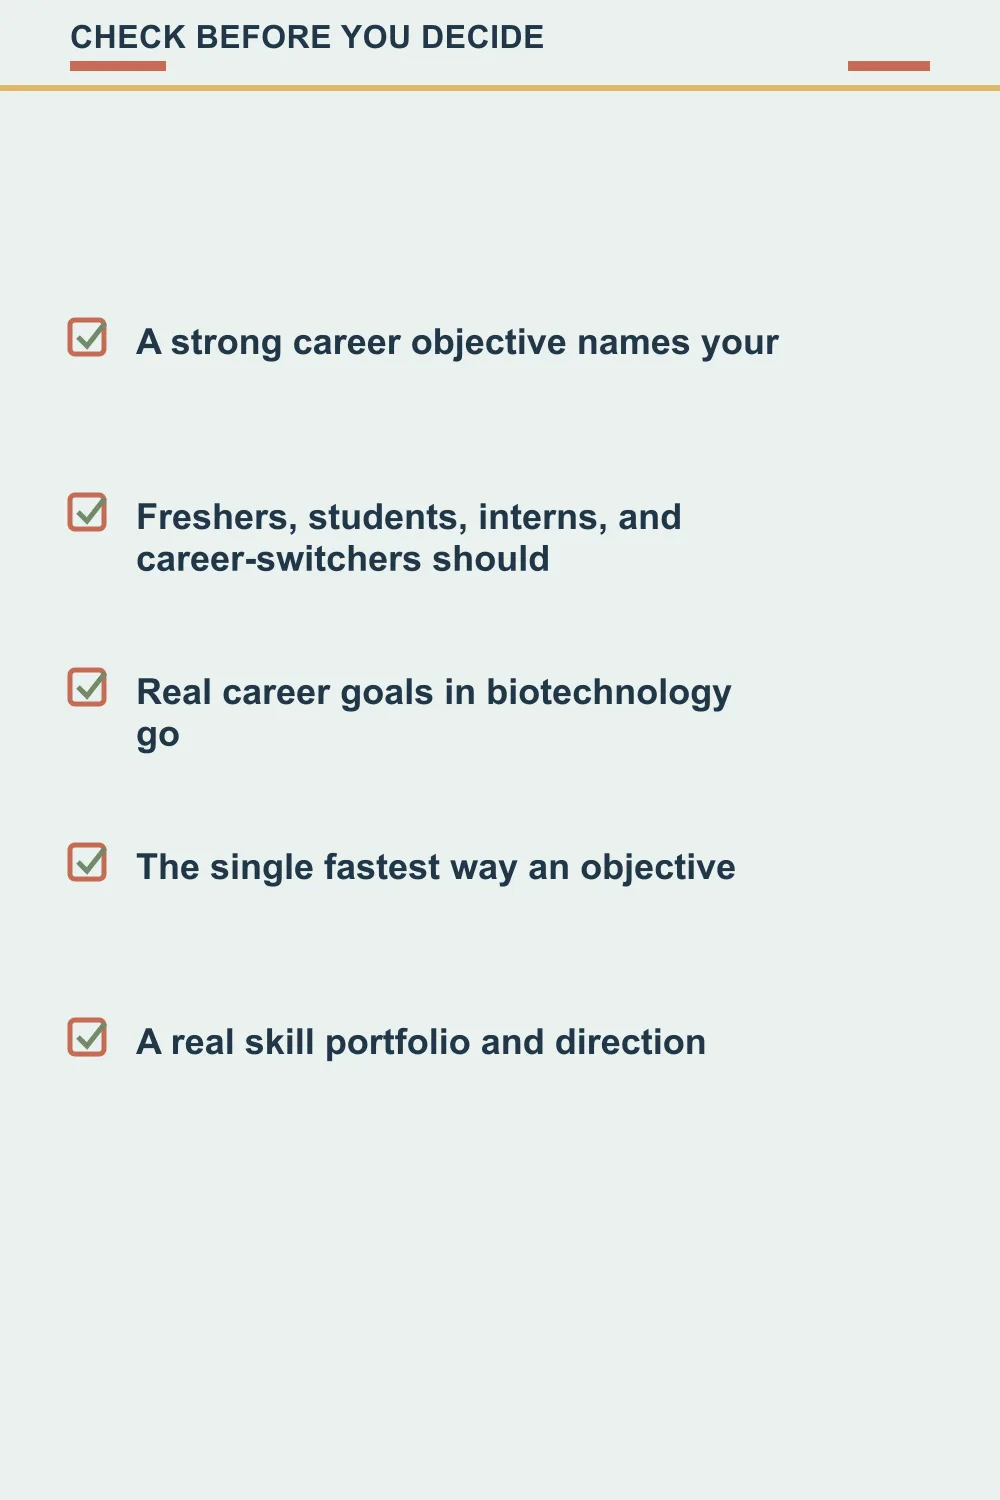 CHECK BEFORE YOU DECIDE
A strong career objective names your
Freshers, students, interns, and
career-switchers should
Real career goals in biotechnology
go
The single fastest way an objective
A real skill portfolio and direction